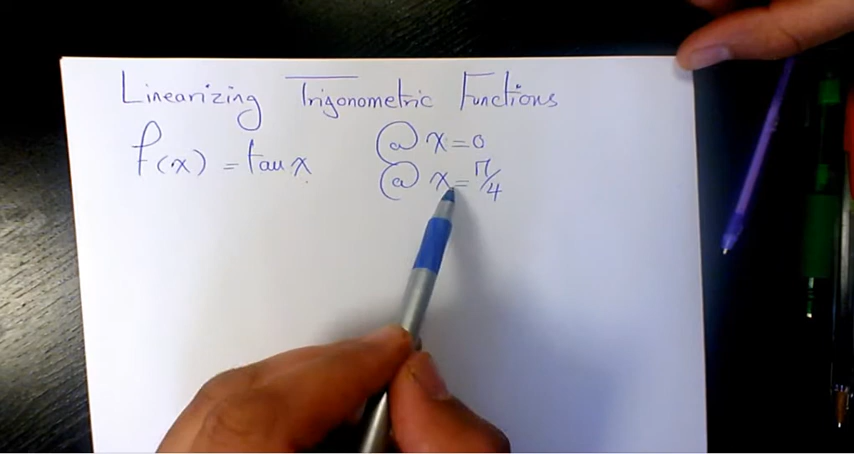 Linearizing Trigonometric Functions
f(x) = tan x
@ x = 0
@ x = π/4